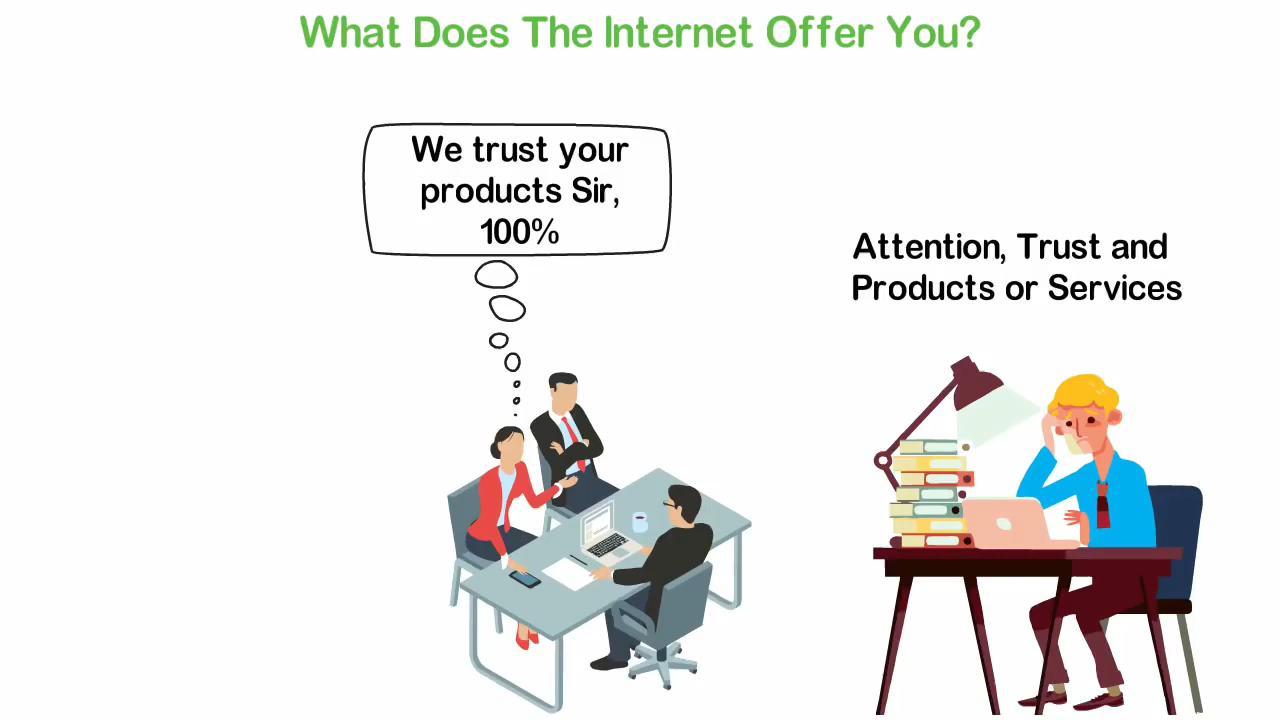 What Does The Internet Offer You?
We trust your
products Sir,
100%
Attention, Trust and
Products or Services